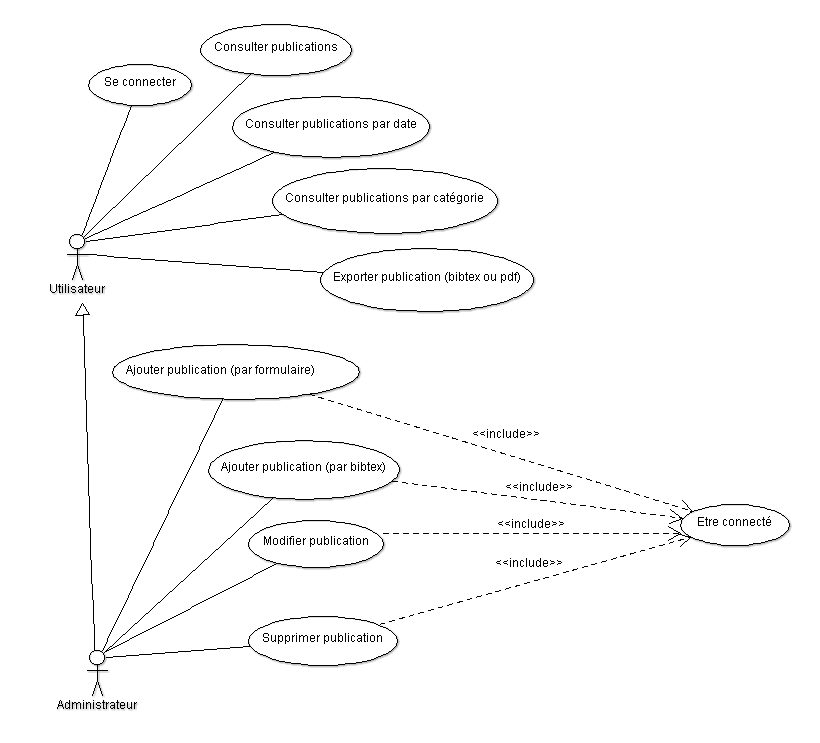 Consulter publications
Se connecter
Consulter publications par date
Consulter publications par catégorie
Exporter publication (bibtex ou pdf)
Utilisateur
Ajouter publication (par formulaire)
<<include>>
Ajouter publication (par bibtex)
<<include>>
Etre connecté
<<include>>
Modifier publication
<<include>>
Supprimer publication
Administrateur